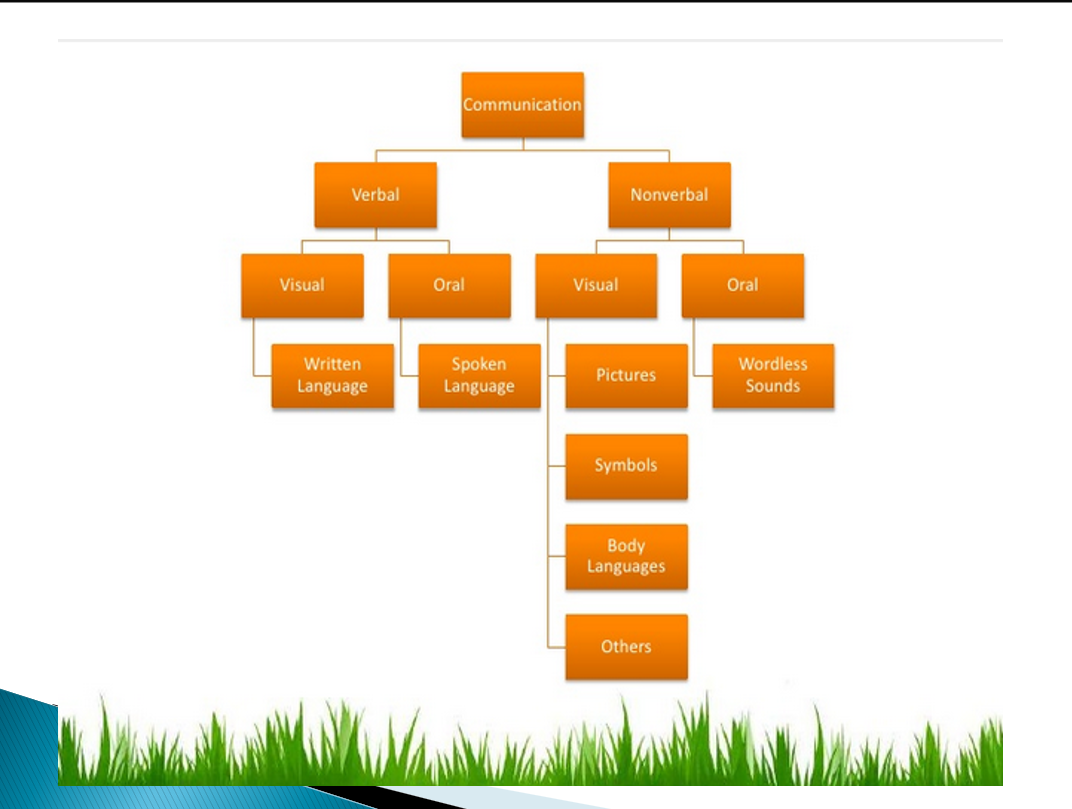 Communication
Verbal
Nonverbal
Visual
Oral
Visual
Oral
Written
Language
Spoken
Language
Pictures
Wordless
Sounds
Symbols
Body
Languages
Others